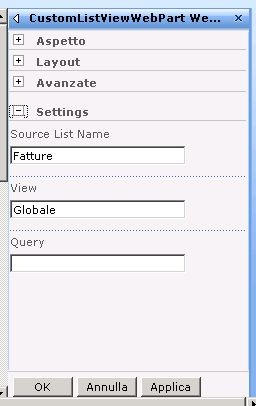 CustomListViewWebPart We...
Aspetto
Layout
Avanzate
Settings
Source List Name
Fatture
View
Globale
Query
OK Annulla Applica